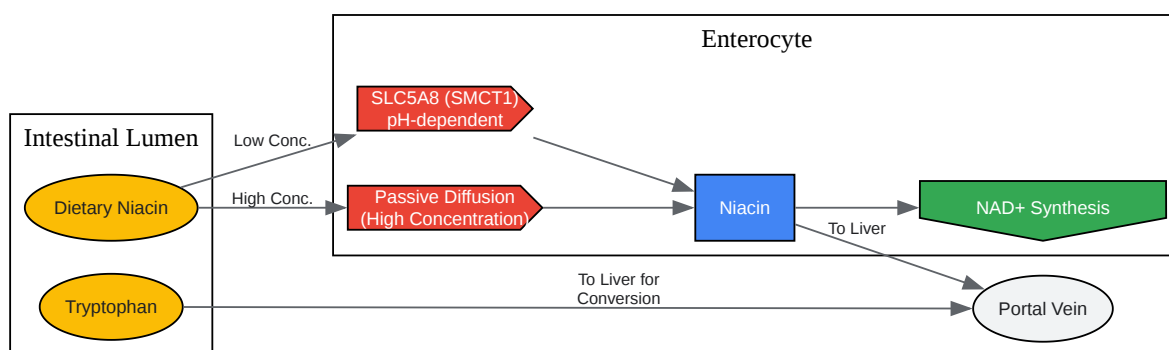 Enterocyte
SLC5A8 (SMCT1)
pH-dependent
Intestinal Lumen
Low Conc.
Dietary Niacin
High Conc.
Passive Diffusion
(High Concentration)
Niacin
NAD+ Synthesis
To Liver
To Liver for
Conversion
Tryptophan
Portal Vein